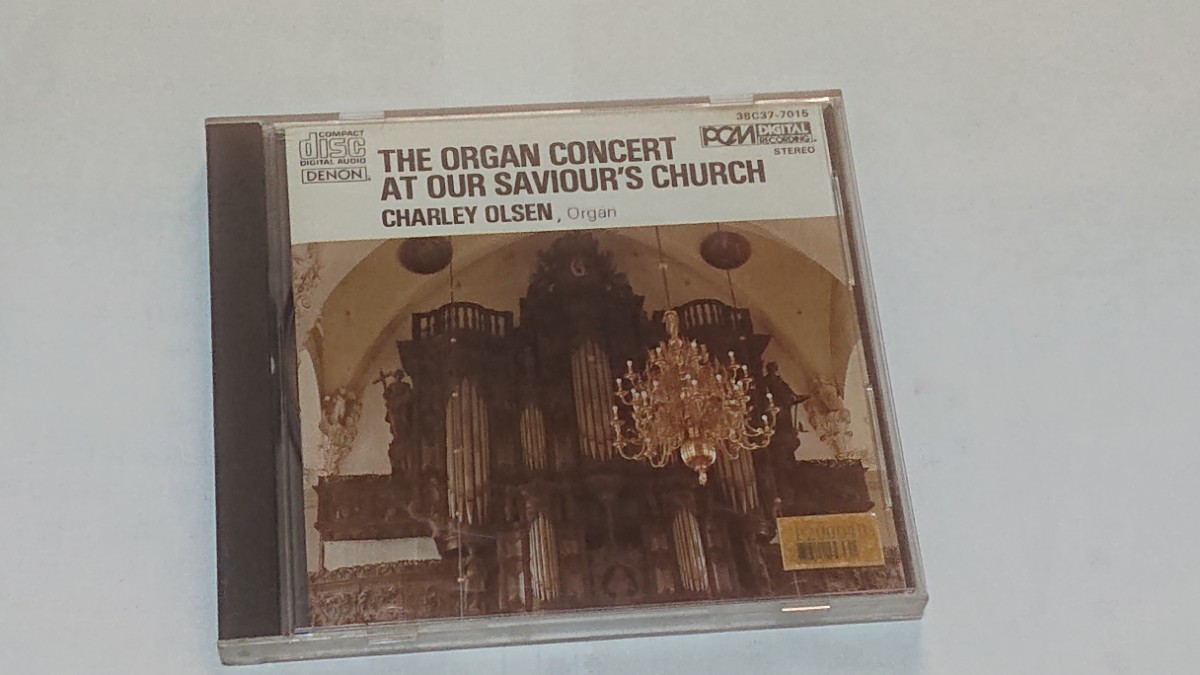 38C37-7015
COMPACT
disc
DIGITAL AUDIO
DENON
THE ORGAN CONCERT
AT OUR SAVIOUR'S CHURCH
CHARLEY OLSEN, Organ
PCM DIGITAL
RECORDING
STEREO